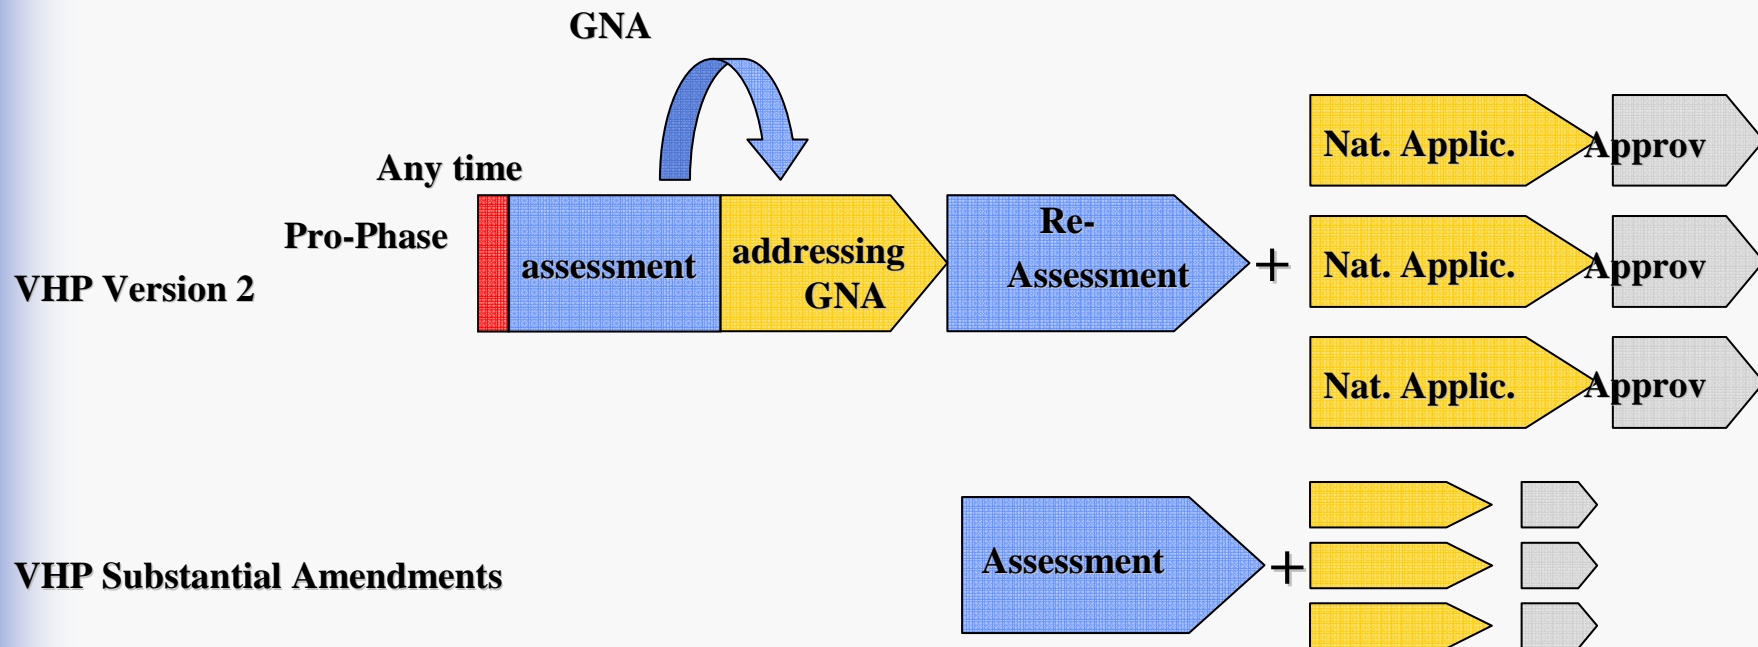 GNA
Any time
Pro-Phase
VHP Version 2
assessment
addressing
GNA
Re-
Assessment
+
Nat. Applic.
Approv
Nat. Applic.
Approv
Nat. Applic.
Approv
VHP Substantial Amendments
Assessment
+